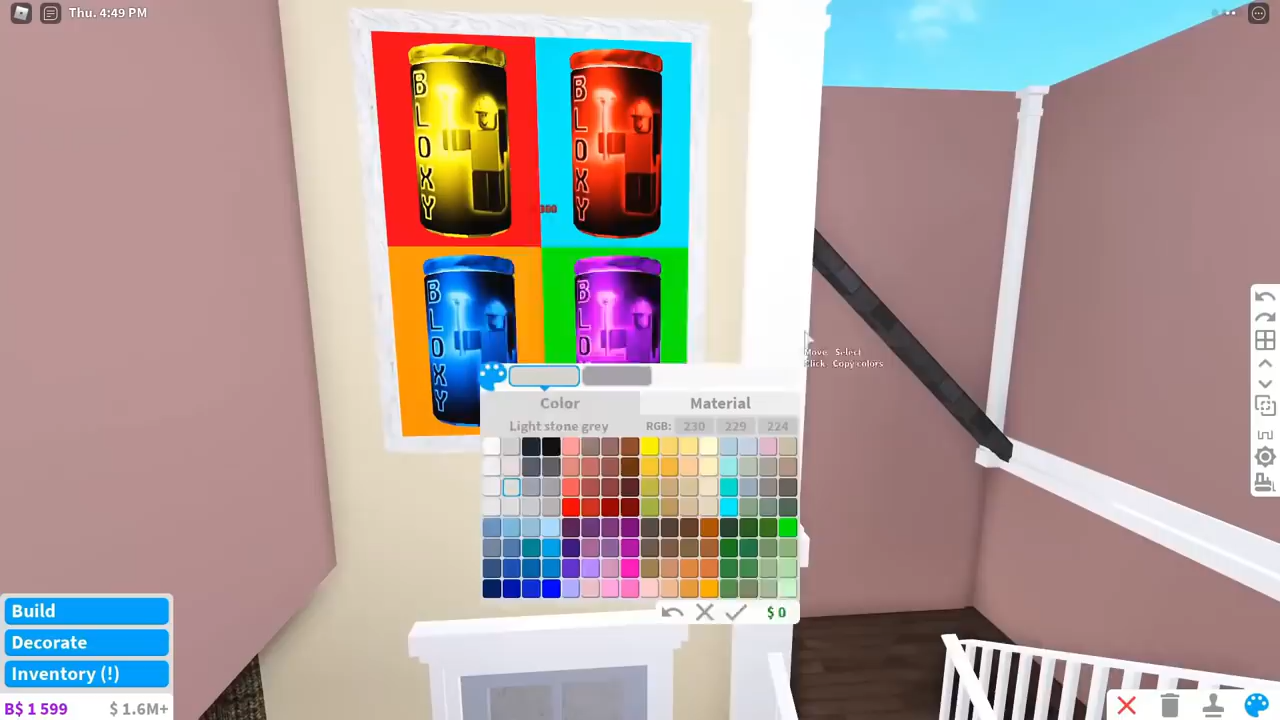 Thu. 4:49 PM
BLOXY
BLOXY
BLOXY
BLO
Move Select
Click Copy colors
Color
Material
Light stone grey
RGB: 230 229 224
$ 0
Build
Decorate
Inventory (!)
B$ 1 599
$ 1.6M+